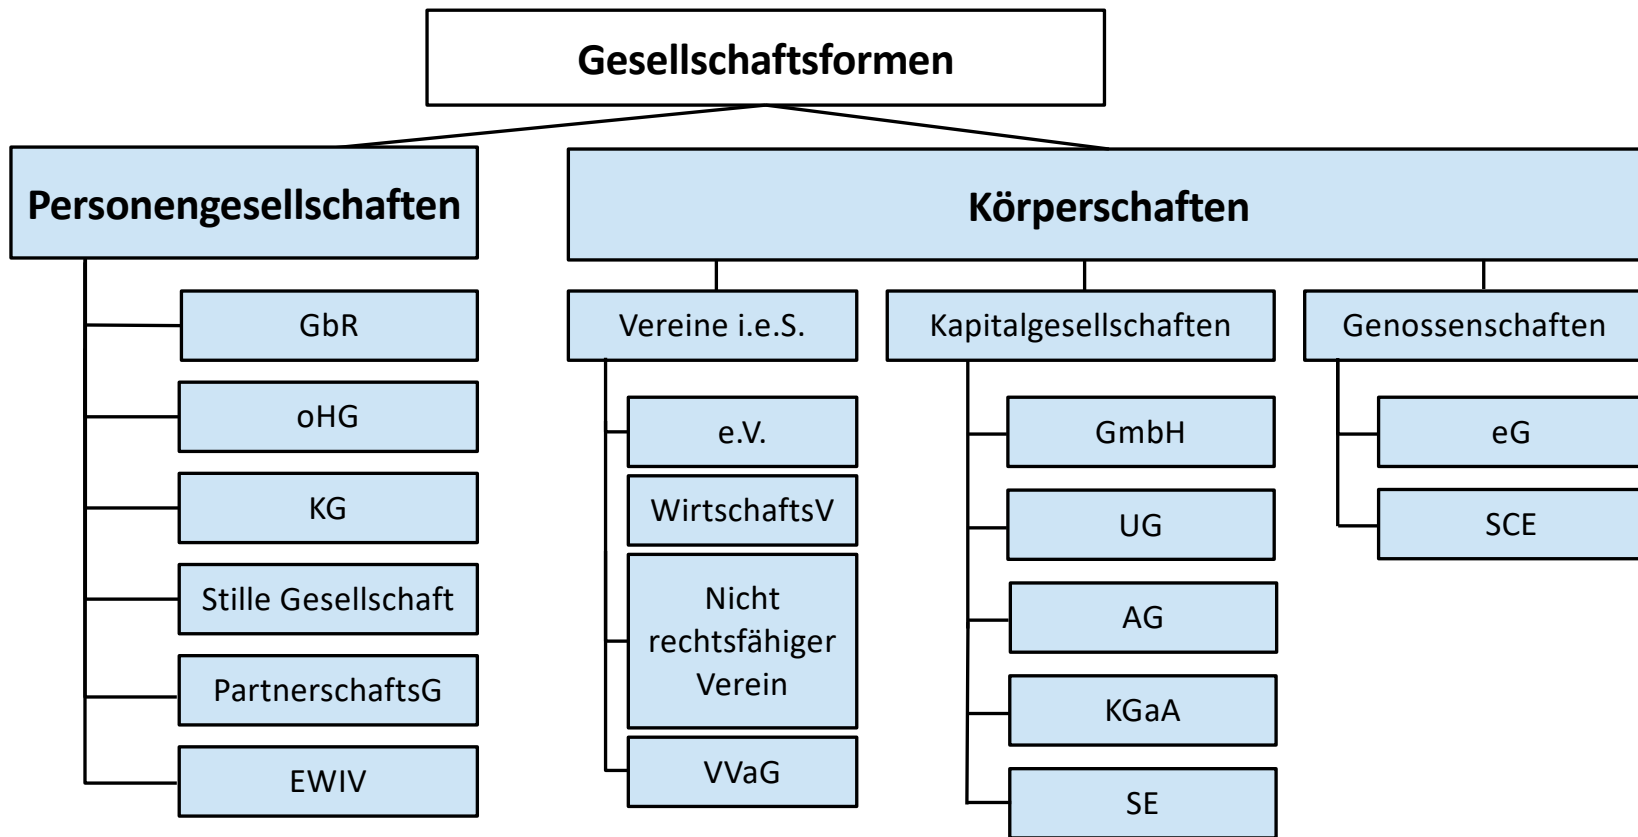 Gesellschaftsformen
Personengesellschaften
GbR
oHG
KG
Stille Gesellschaft
PartnerschaftsG
EWIV
Körperschaften
Vereine i.e.S.
e.V.
WirtschaftsV
Nicht
rechtsfähiger
Verein
VVaG
Kapitalgesellschaften
GmbH
UG
AG
KGaA
SE
Genossenschaften
eG
SCE